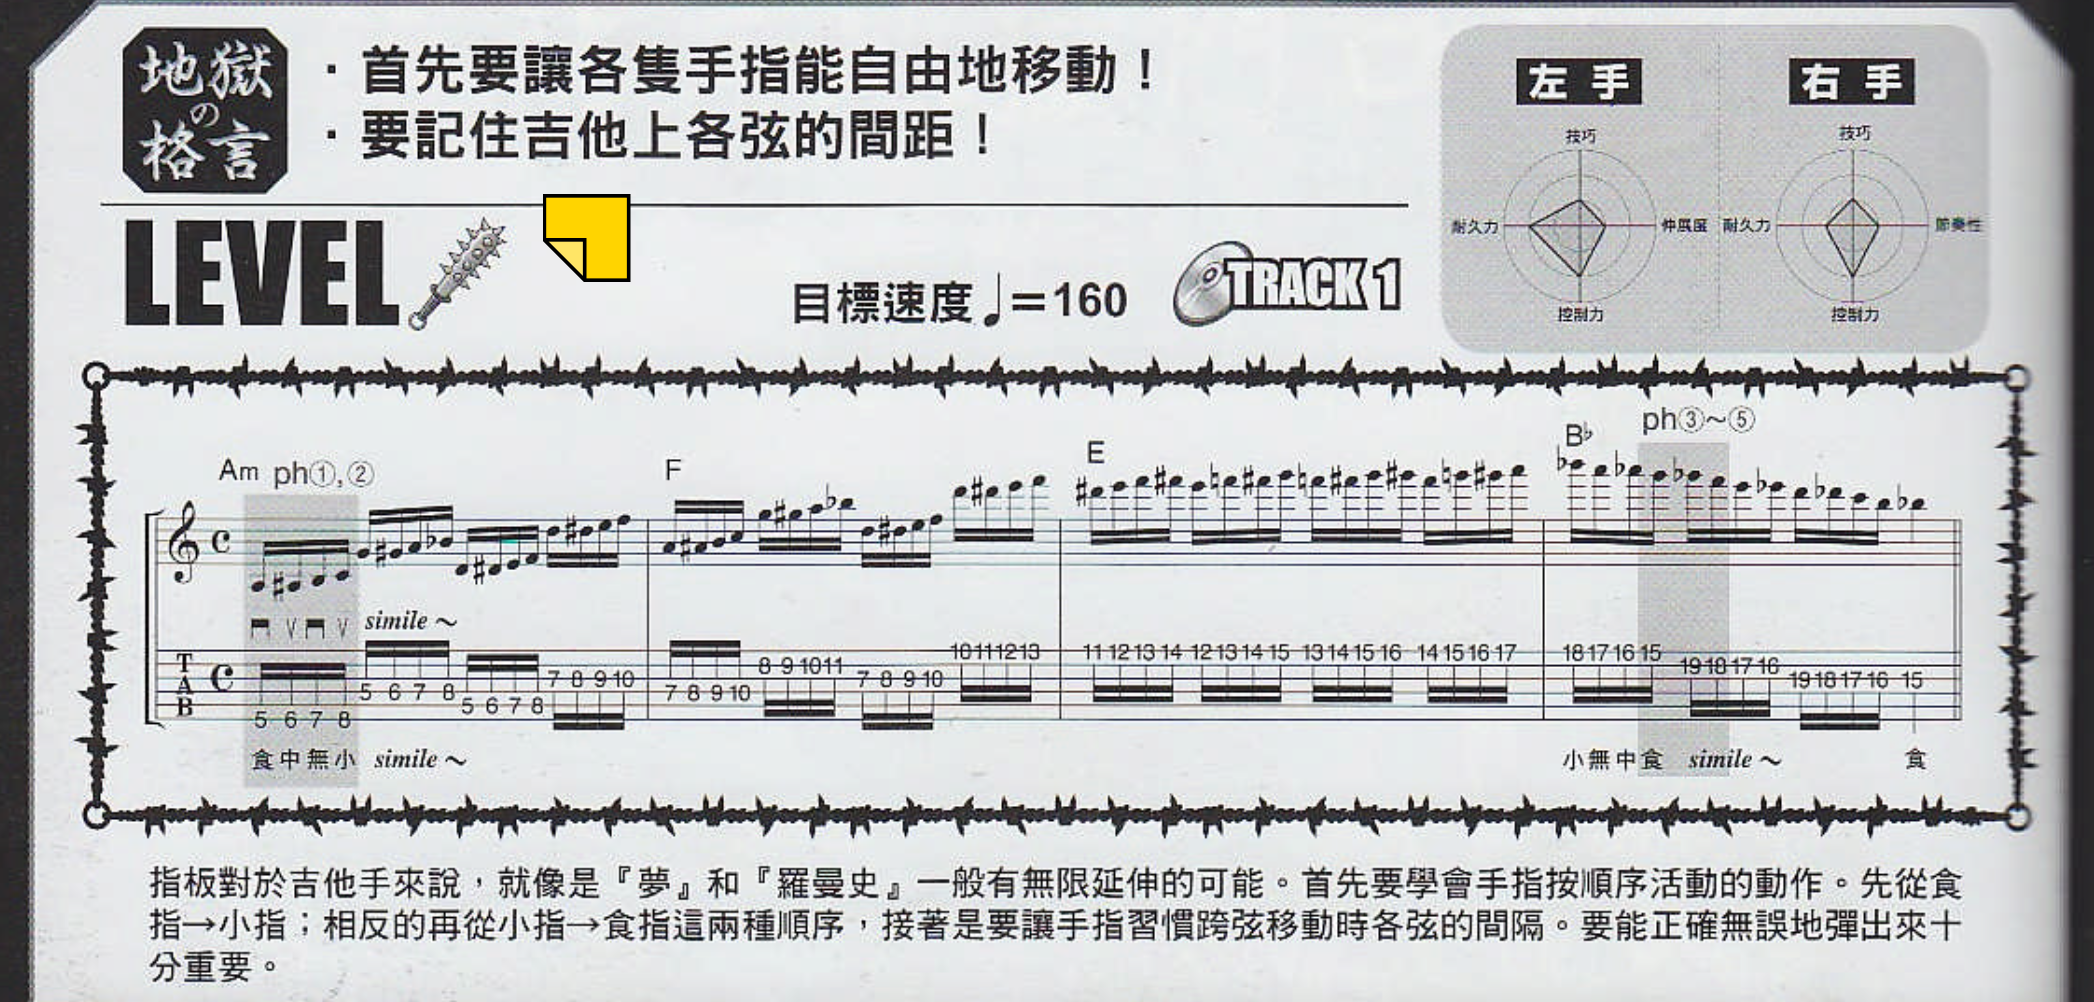 地獄
の
格言
・首先要讓各隻手指能自由地移動！
・要記住吉他上各弦的間距！
左手
右手
技巧
技巧
耐久力
伸展度
耐久力
節奏性
控制力
控制力
LEVEL
目標速度♩=160
TRACK 1
ph③～⑤
Am ph①,②
F
E
B♭
simile～
T
A
B
5 6 7 8 5 6 7 8 5 6 7 8 7 8 9 10
7 8 9 10 8 9 10 11 7 8 9 10 10 11 12 13
11 12 13 14 12 13 14 15 13 14 15 16 14 15 16 17
18 17 16 15 19 18 17 16 19 18 17 16 15
食中無小 simile～
小無中食 simile～ 食
指板對於吉他手來說，就像是『夢』和『羅曼史』一般有無限延伸的可能。首先要學會手指按順序活動的動作。先從食
指→小指；相反的再從小指→食指這兩種順序，接著是要讓手指習慣跨弦移動時各弦的間隔。要能正確無誤地彈出來十
分重要。